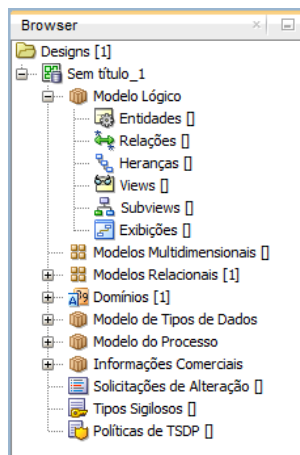 Browser
Designs [1]
Sem título_1
Modelo Lógico
Entidades []
Relações []
Heranças []
Views []
Subviews []
Exibições []
Modelos Multidimensionais []
Modelos Relacionais [1]
Domínios [1]
Modelo de Tipos de Dados
Modelo do Processo
Informações Comerciais
Solicitações de Alteração []
Tipos Sigilosos []
Políticas de TSDP []